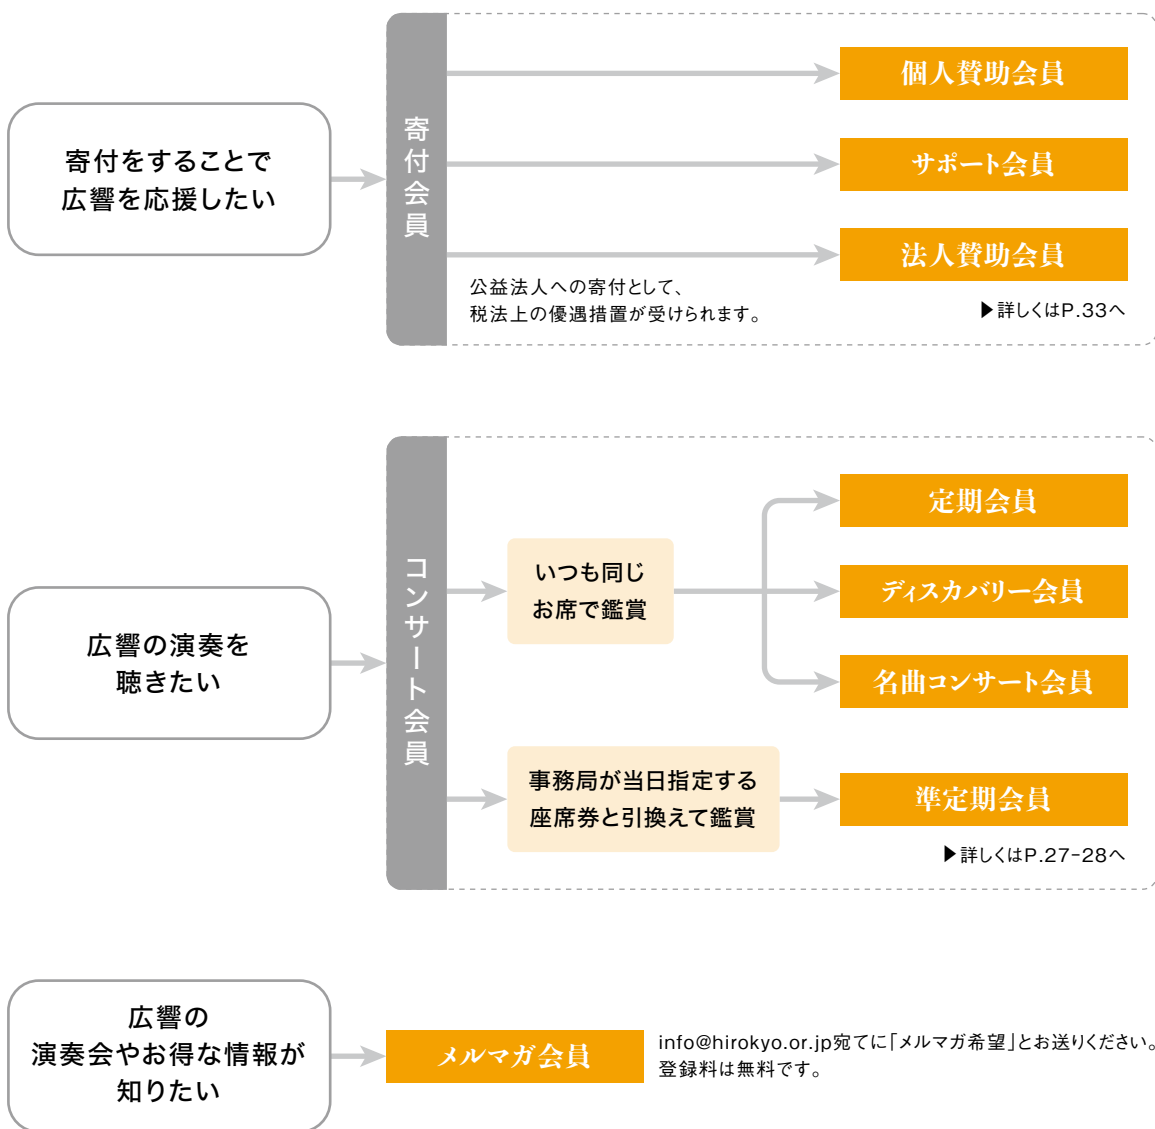 寄付をすることで
広響を応援したい
寄付会員
個人賛助会員
サポート会員
法人賛助会員
公益法人への寄付として、
税法上の優遇措置が受けられます。
▶詳しくはP.33へ
広響の演奏を
聴きたい
コンサート会員
いつも同じ
お席で鑑賞
定期会員
ディスカバリー会員
名曲コンサート会員
事務局が当日指定する
座席券と引換えて鑑賞
準定期会員
▶詳しくはP.27-28へ
広響の
演奏会やお得な情報が
知りたい
メルマガ会員
info@hirokyo.or.jp宛てに「メルマガ希望」とお送りください。
登録料は無料です。